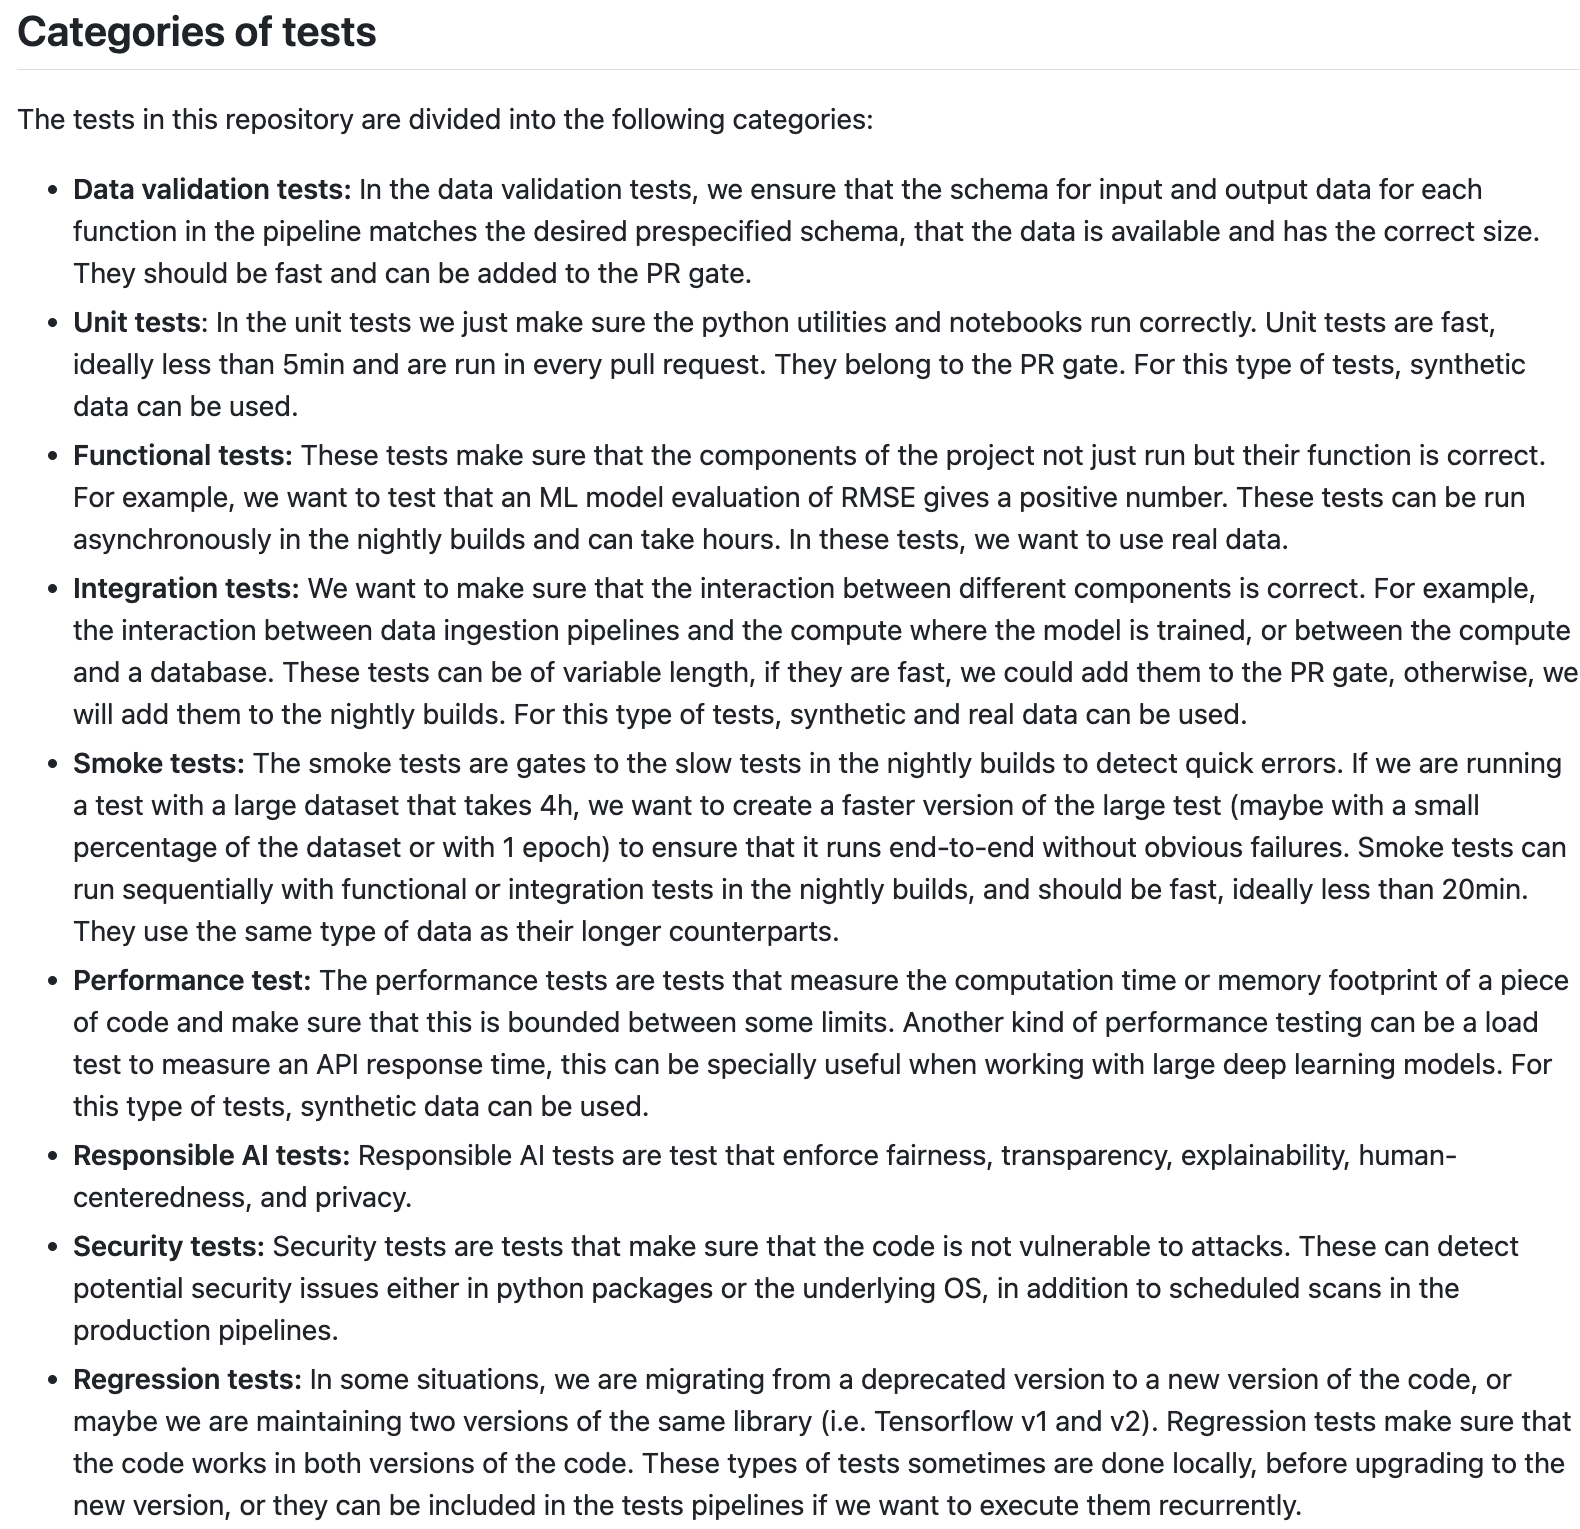 Categories of tests
The tests in this repository are divided into the following categories:
• Data validation tests: In the data validation tests, we ensure that the schema for input and output data for each
function in the pipeline matches the desired prespecified schema, that the data is available and has the correct size.
They should be fast and can be added to the PR gate.
• Unit tests: In the unit tests we just make sure the python utilities and notebooks run correctly. Unit tests are fast,
ideally less than 5min and are run in every pull request. They belong to the PR gate. For this type of tests, synthetic
data can be used.
• Functional tests: These tests make sure that the components of the project not just run but their function is correct.
For example, we want to test that an ML model evaluation of RMSE gives a positive number. These tests can be run
asynchronously in the nightly builds and can take hours. In these tests, we want to use real data.
• Integration tests: We want to make sure that the interaction between different components is correct. For example,
the interaction between data ingestion pipelines and the compute where the model is trained, or between the compute
and a database. These tests can be of variable length, if they are fast, we could add them to the PR gate, otherwise, we
will add them to the nightly builds. For this type of tests, synthetic and real data can be used.
• Smoke tests: The smoke tests are gates to the slow tests in the nightly builds to detect quick errors. If we are running
a test with a large dataset that takes 4h, we want to create a faster version of the large test (maybe with a small
percentage of the dataset or with 1 epoch) to ensure that it runs end-to-end without obvious failures. Smoke tests can
run sequentially with functional or integration tests in the nightly builds, and should be fast, ideally less than 20min.
They use the same type of data as their longer counterparts.
• Performance test: The performance tests are tests that measure the computation time or memory footprint of a piece
of code and make sure that this is bounded between some limits. Another kind of performance testing can be a load
test to measure an API response time, this can be specially useful when working with large deep learning models. For
this type of tests, synthetic data can be used.
• Responsible AI tests: Responsible AI tests are test that enforce fairness, transparency, explainability, human-
centeredness, and privacy.
• Security tests: Security tests are tests that make sure that the code is not vulnerable to attacks. These can detect
potential security issues either in python packages or the underlying OS, in addition to scheduled scans in the
production pipelines.
• Regression tests: In some situations, we are migrating from a deprecated version to a new version of the code, or
maybe we are maintaining two versions of the same library (i.e. Tensorflow v1 and v2). Regression tests make sure that
the code works in both versions of the code. These types of tests sometimes are done locally, before upgrading to the
new version, or they can be included in the tests pipelines if we want to execute them recurrently.